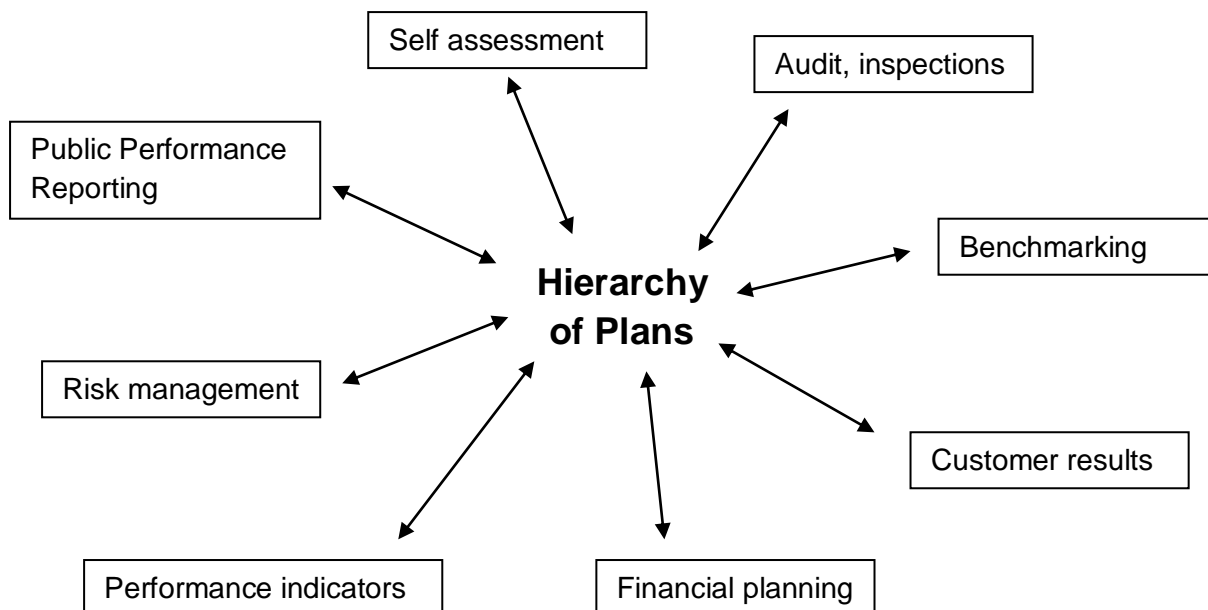 Self assessment
Audit, inspections
Public Performance
Reporting
Benchmarking
Hierarchy
of Plans
Risk management
Customer results
Performance indicators
Financial planning